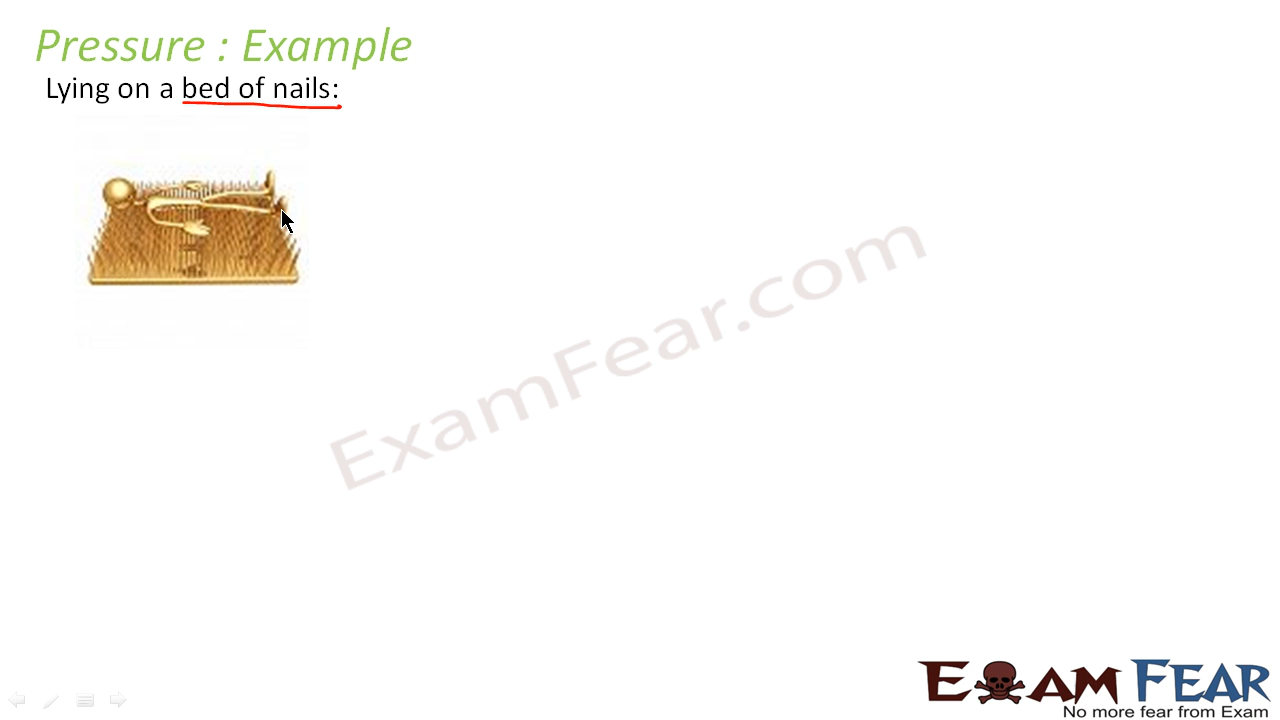 Pressure : Example
Lying on a bed of nails:
ExamFear.com
EXAM FEAR
No more fear from Exam